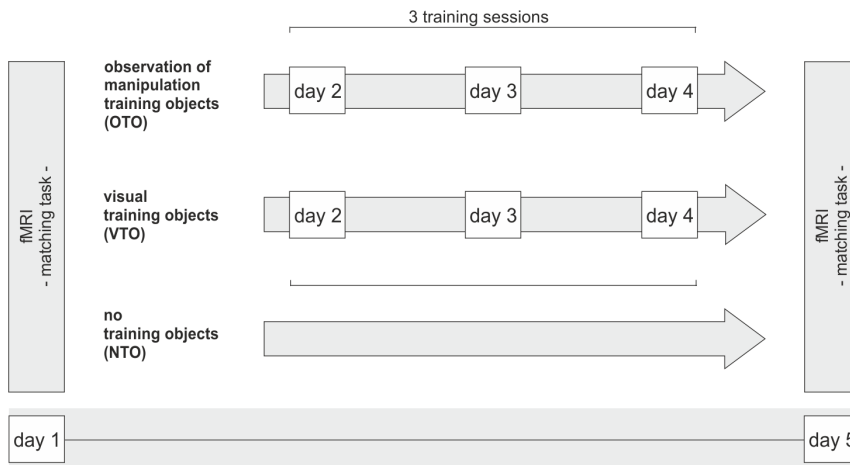 3 training sessions
observation of
manipulation
training objects
(OTO)
day 2
day 3
day 4
visual
training objects
(VTO)
day 2
day 3
day 4
no
training objects
(NTO)
fMRI
- matching task -
fMRI
- matching task -
day 1
day 5